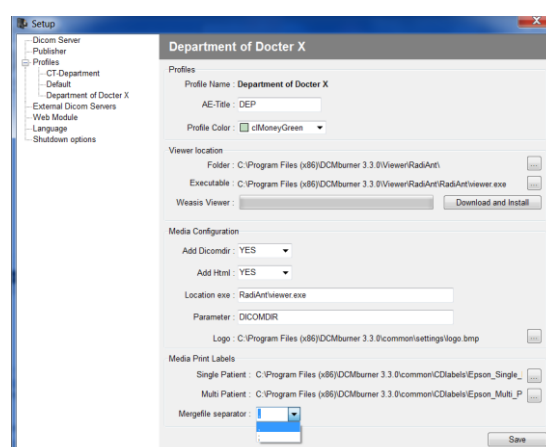 Setup
Dicom Server
Publisher
Profiles
CT-Department
Default
Department of Docter X
External Dicom Servers
Web Module
Language
Shutdown options
Department of Docter X
Profiles
Profile Name : Department of Docter X
AE-Title : DEP
Profile Color : clMoneyGreen
Viewer location
Folder : C:\Program Files (x86)\DCMburner 3.3.0\Viewer\RadiAnt\ ...
Executable : C:\Program Files (x86)\DCMburner 3.3.0\Viewer\RadiAnt\RadiAntviewer.exe ...
Weasis Viewer : Download and Install
Media Configuration
Add Dicomdir : YES
Add Html : YES
Location exe : RadiAntviewer.exe
Parameter : DICOMDIR
Logo : C:\Program Files (x86)\DCMburner 3.3.0\common\settings\logo.bmp ...
Media Print Labels
Single Patient : C:\Program Files (x86)\DCMburner 3.3.0\common\CDlabels\Epson_Single_ ...
Multi Patient : C:\Program Files (x86)\DCMburner 3.3.0\common\CDlabels\Epson_Multi_P ...
Mergefile separator :
Save